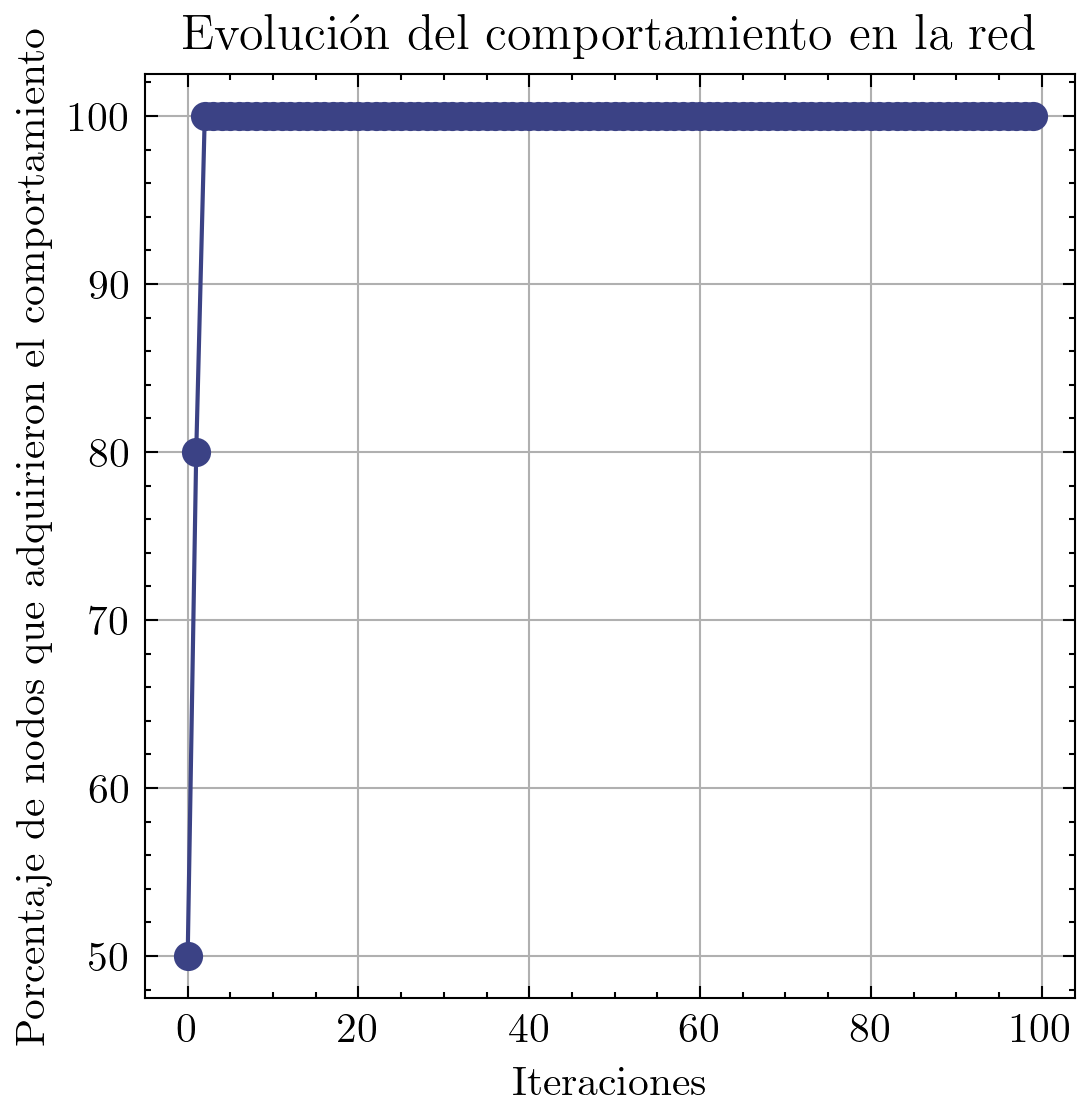 Evolución del comportamiento en la red
Porcentaje de nodos que adquirieron el comportamiento
100
90
80
70
60
50
0 20 40 60 80 100
Iteraciones